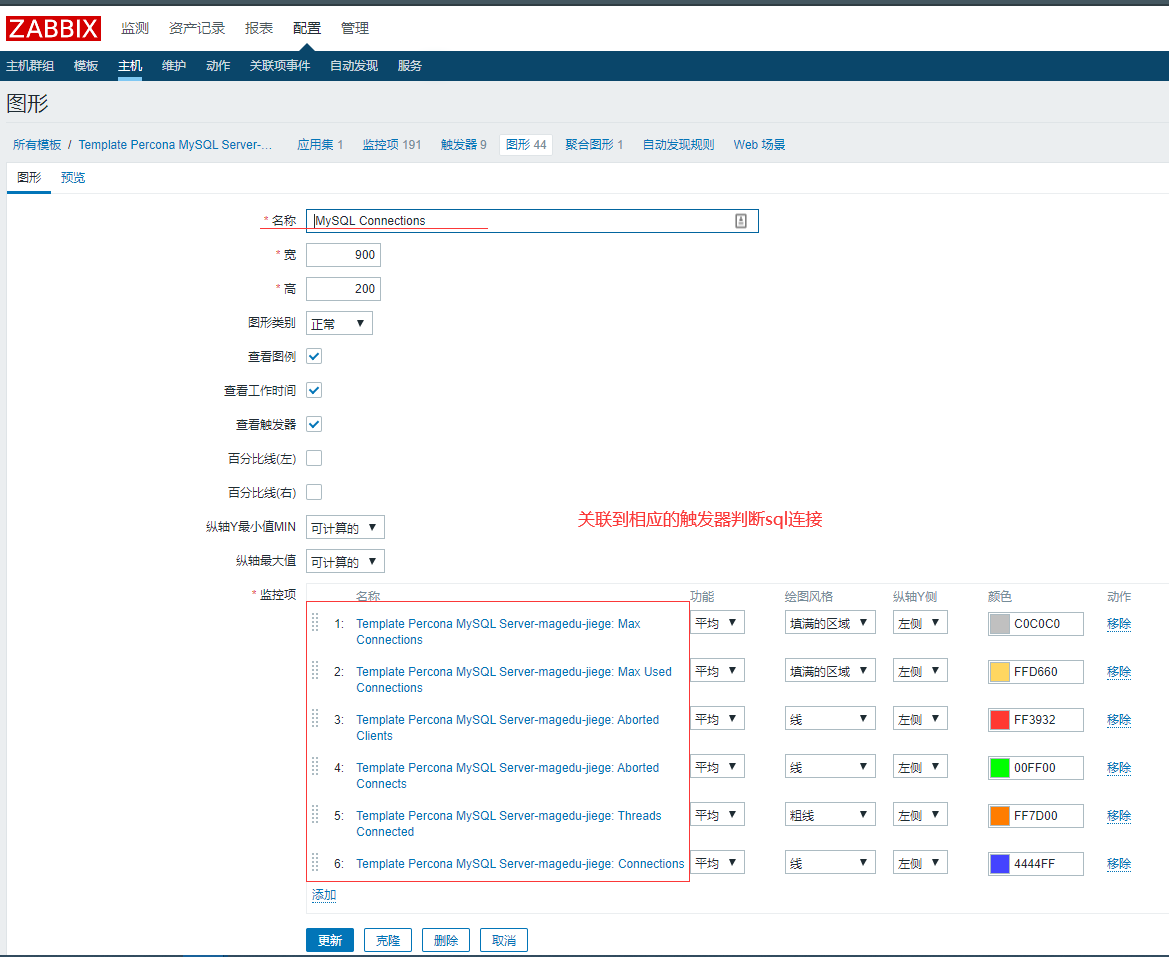 ZABBIX 监测 资产记录 报表 配置 管理
主机群组 模板 主机 维护 动作 关联项事件 自动发现 服务
图形
所有模板 / Template Percona MySQL Server-... 应用集 1 监控项 191 触发器 9 图形 44 聚合图形 1 自动发现规则 Web 场景
图形 预览
* 名称 MySQL Connections
* 宽 900
* 高 200
图形类别 正常
查看图例
查看工作时间
查看触发器
百分比线(左)
百分比线(右)
关联到相应的触发器判断sql连接
纵轴Y最小值MIN 可计算的
纵轴最大值 可计算的
* 监控项 名称 功能 绘图风格 纵轴Y侧 颜色 动作
1: Template Percona MySQL Server-magedu-jiege: Max 平均 填满的区域 左侧 C0C0C0 移除
Connections
2: Template Percona MySQL Server-magedu-jiege: Max Used 平均 填满的区域 左侧 FFD660 移除
Connections
3: Template Percona MySQL Server-magedu-jiege: Aborted 平均 线 左侧 FF3932 移除
Clients
4: Template Percona MySQL Server-magedu-jiege: Aborted 平均 线 左侧 00FF00 移除
Connects
5: Template Percona MySQL Server-magedu-jiege: Threads 平均 粗线 左侧 FF7D00 移除
Connected
6: Template Percona MySQL Server-magedu-jiege: Connections 平均 线 左侧 4444FF 移除
添加
更新 克隆 删除 取消